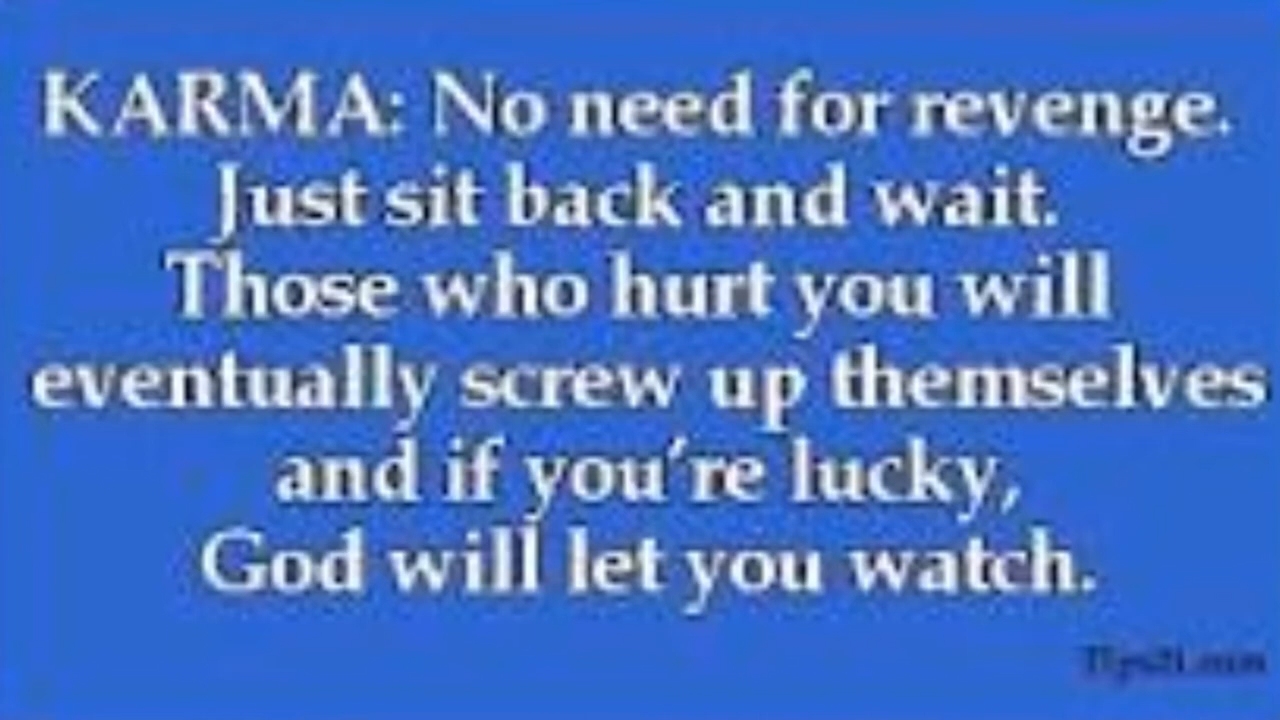 KARMA: No need for revenge.
Just sit back and wait.
Those who hurt you will
eventually screw up themselves
and if you're lucky,
God will let you watch.